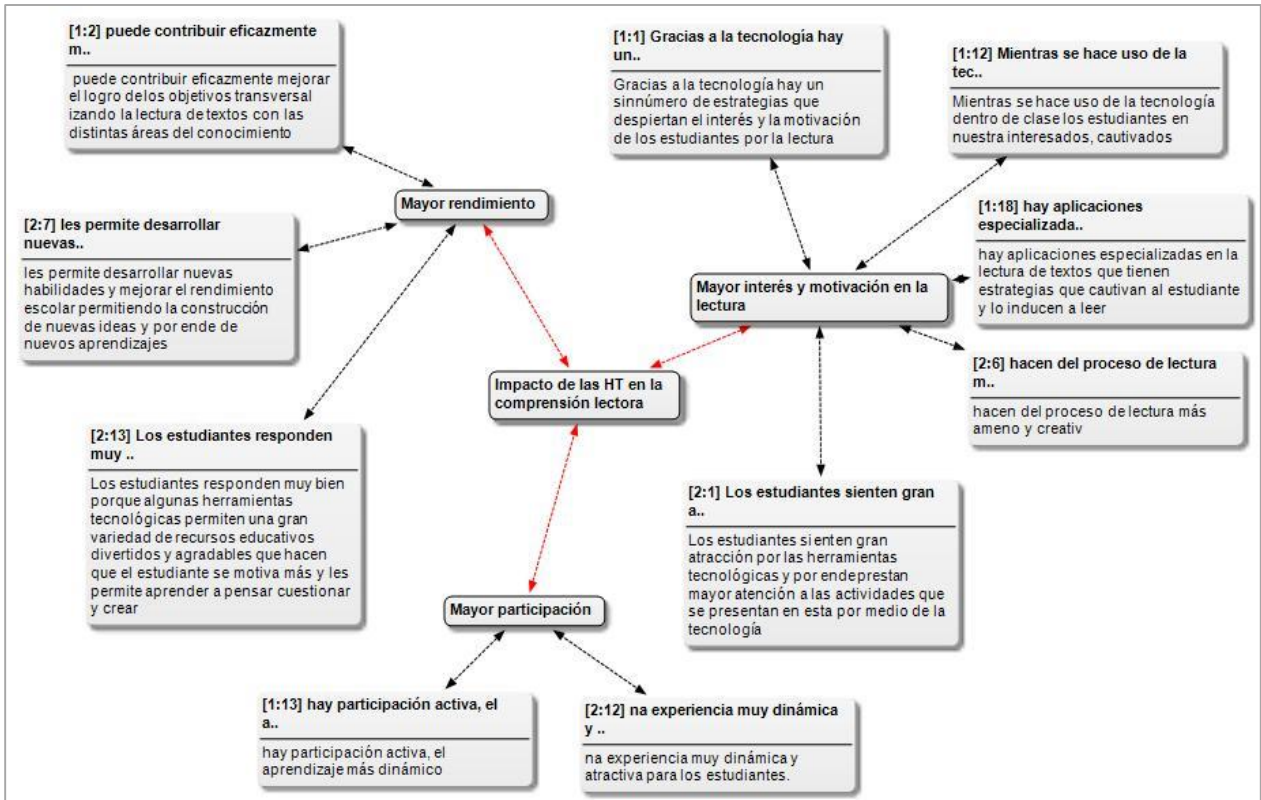 [1:2] puede contribuir eficazmente
m..
puede contribuir eficazmente mejorar
el logro delos objetivos transversal
izando la lectura de textos con las
distintas áreas del conocimiento
[1:1] Gracias a la tecnología hay
un..
Gracias a la tecnología hay un
sinnúmero de estrategias que
despiertan el interés y la motivación
de los estudiantes por la lectura
[1:12] Mientras se hace uso de la
tec..
Mientras se hace uso de la tecnología
dentro de clase los estudiantes en
nuestra interesados, cautivados
Mayor rendimiento
[2:7] les permite desarrollar
nuevas..
les permite desarrollar nuevas
habilidades y mejorar el rendimiento
escolar permitiendo la construcción
de nuevas ideas y por ende de
nuevos aprendizajes
[1:18] hay aplicaciones
especializada..
hay aplicaciones especializadas en la
lectura de textos que tienen
estrategias que cautivan al estudiante
y lo inducen a leer
Mayor interés y motivación en la
lectura
[2:6] hacen del proceso de lectura
m..
hacen del proceso de lectura más
ameno y creativ
Impacto de las HT en la
comprensión lectora
[2:13] Los estudiantes responden
muy ..
Los estudiantes responden muy bien
porque algunas herramientas
tecnológicas permiten una gran
variedad de recursos educativos
divertidos y agradables que hacen
que el estudiante se motiva más y les
permite aprender a pensar cuestionar
y crear
[2:1] Los estudiantes sienten gran
a..
Los estudiantes sienten gran
atracción por las herramientas
tecnológicas y por endeprestan
mayor atención a las actividades que
se presentan en esta por medio de la
tecnología
Mayor participación
[1:13] hay participación activa, el
a..
hay participación activa, el
aprendizaje más dinámico
[2:12] na experiencia muy dinámica
y ..
na experiencia muy dinámica y
atractiva para los estudiantes.